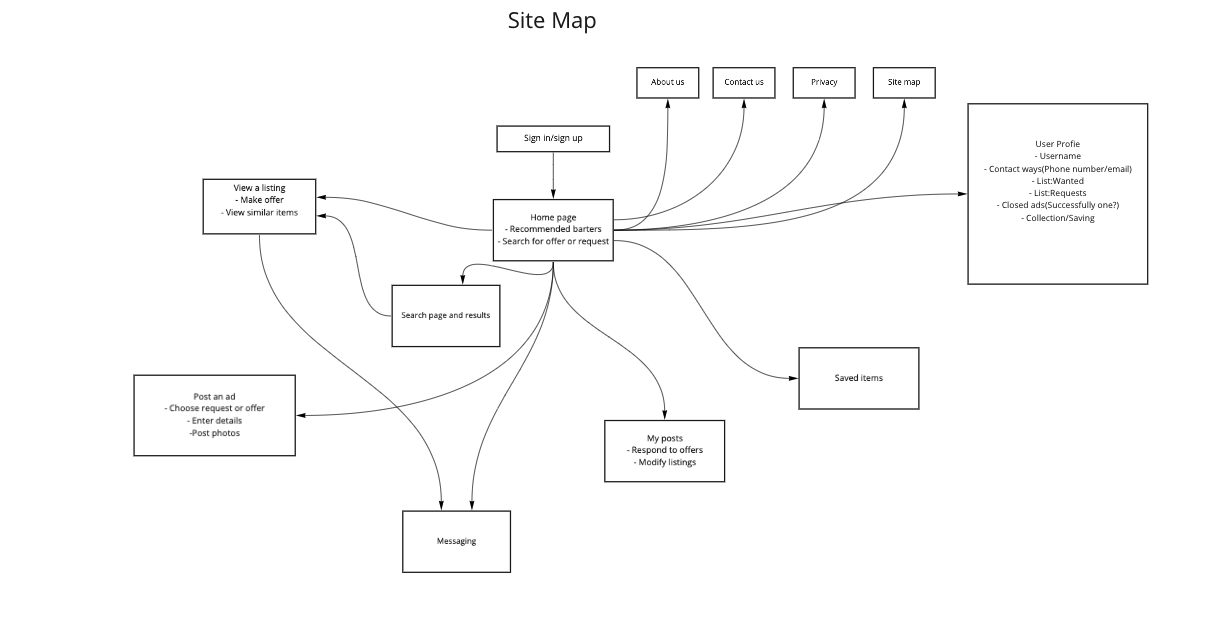 Site Map
About us
Contact us
Privacy
Site map
Sign in/sign up
User Profie
- Username
- Contact ways(Phone number/email)
- List:Wanted
- List:Requests
- Closed ads(Successfully one?)
- Collection/Saving
View a listing
- Make offer
- View similar items
Home page
- Recommended barters
- Search for offer or request
Search page and results
Saved items
Post an ad
- Choose request or offer
- Enter details
-Post photos
My posts
- Respond to offers
- Modify listings
Messaging